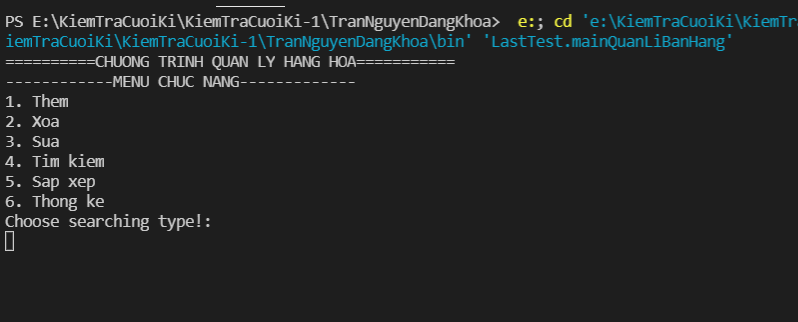 PS E:\KiemTraCuoiKi\KiemTraCuoiKi-1\TranNguyenDangKhoa>  e:; cd 'e:\KiemTraCuoiKi\KiemTr
iemTraCuoiKi\KiemTraCuoiKi-1\TranNguyenDangKhoa\bin' 'LastTest.mainQuanLiBanHang'
==========CHUONG TRINH QUAN LY HANG HOA===========
------------MENU CHUC NANG-------------
1. Them
2. Xoa
3. Sua
4. Tim kiem
5. Sap xep
6. Thong ke
Choose searching type!: